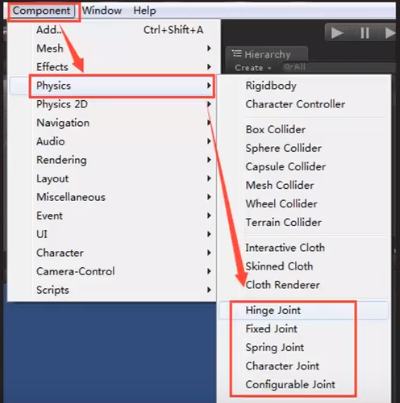 Component Window Help
Add... Ctrl+Shift+A
Mesh
Effects
Physics
Physics 2D
Navigation
Audio
Rendering
Layout
Miscellaneous
Event
UI
Character
Camera-Control
Scripts
Hierarchy
Create
Rigidbody
Character Controller
Box Collider
Sphere Collider
Capsule Collider
Mesh Collider
Wheel Collider
Terrain Collider
Interactive Cloth
Skinned Cloth
Cloth Renderer
Hinge Joint
Fixed Joint
Spring Joint
Character Joint
Configurable Joint